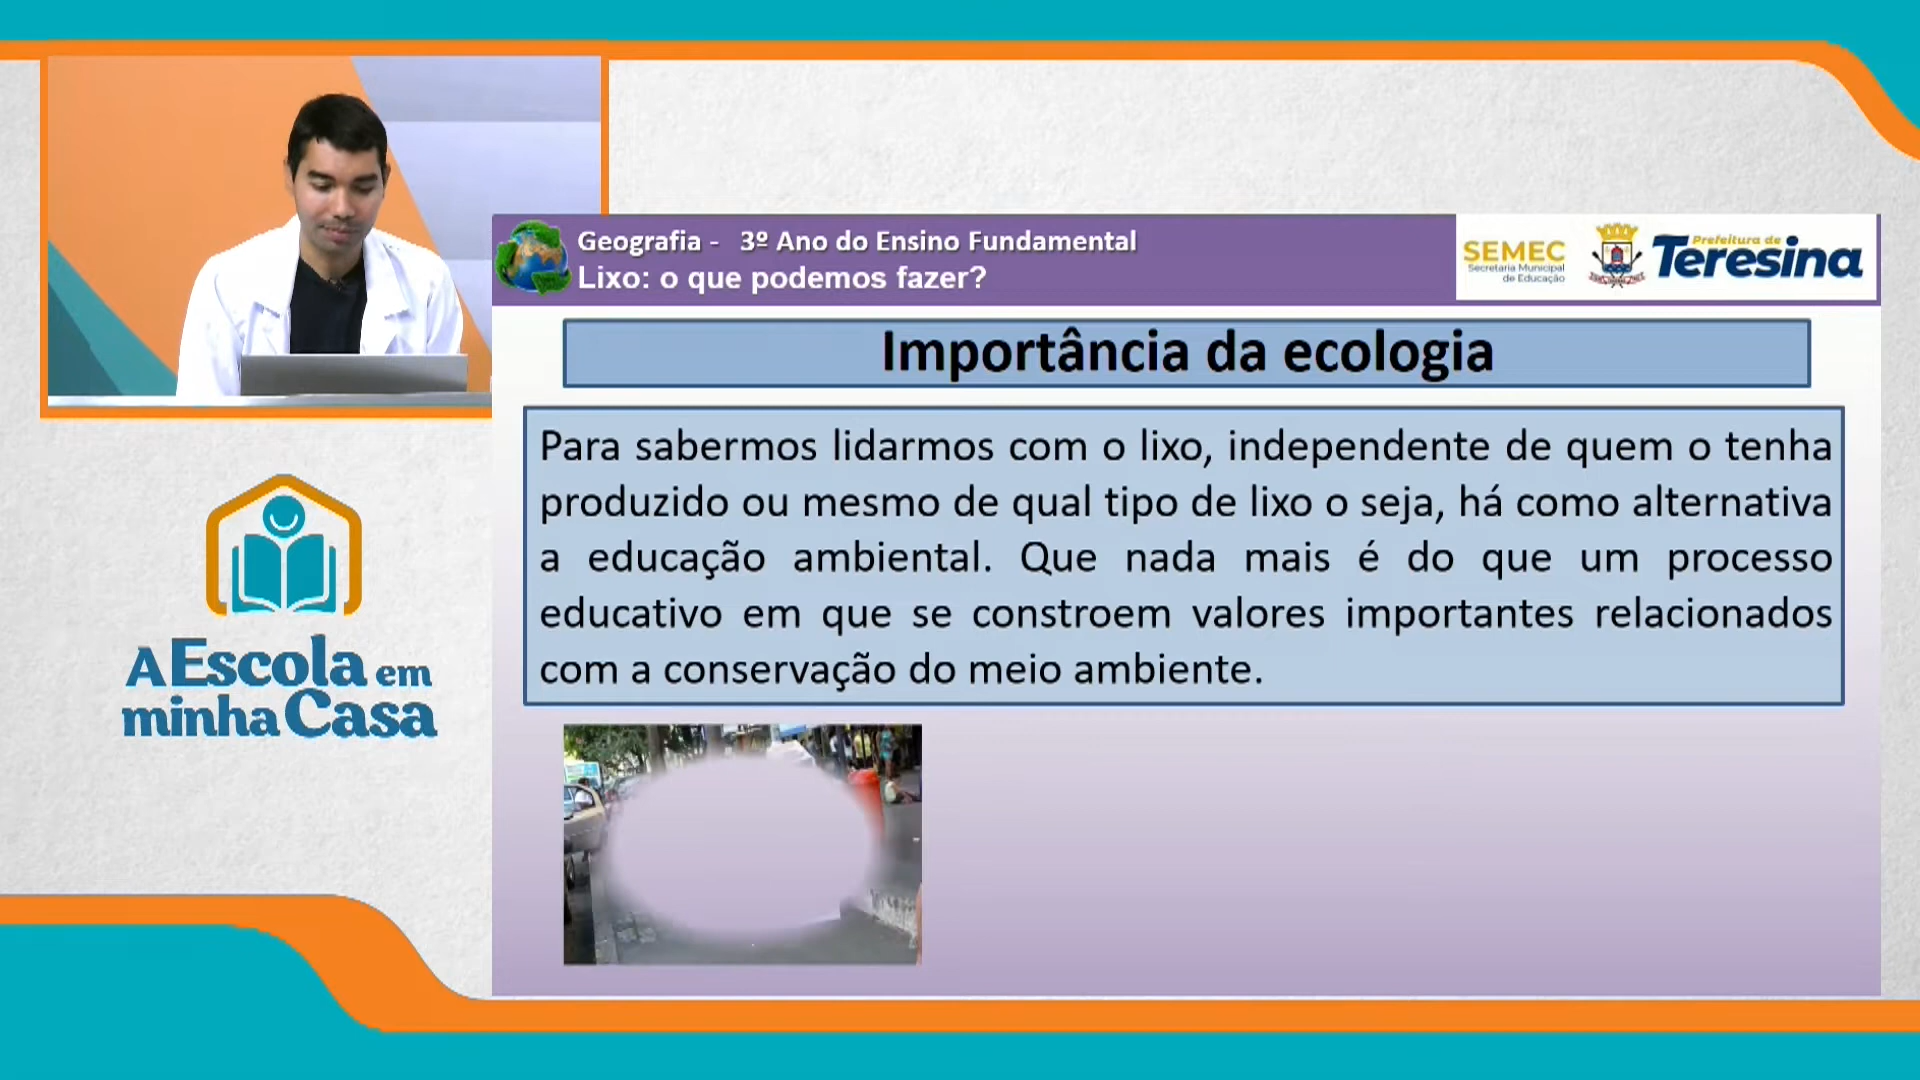 Geografia - 3º Ano do Ensino Fundamental
Lixo: o que podemos fazer?
SEMEC
Secretaria Municipal
de Educação
Prefeitura de
Teresina
Importância da ecologia
Para sabermos lidarmos com o lixo, independente de quem o tenha
produzido ou mesmo de qual tipo de lixo o seja, há como alternativa
a educação ambiental. Que nada mais é do que um processo
educativo em que se constroem valores importantes relacionados
com a conservação do meio ambiente.
A Escola em
minha Casa